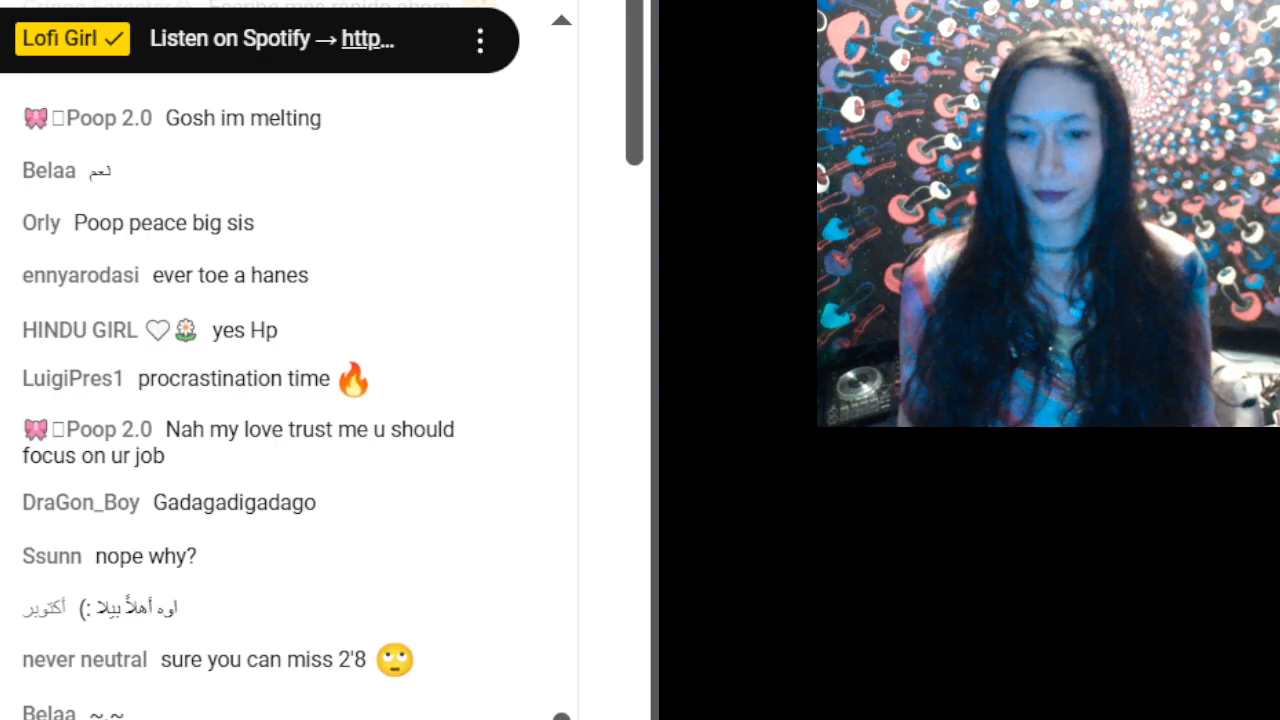 Lofi Girl ✓ Listen on Spotify → http...
🎀 Poop 2.0 Gosh im melting
Belaa نعم
Orly Poop peace big sis
ennyarodasi ever toe a hanes
HINDU GIRL ♡🌼 yes Hp
LuigiPres1 procrastination time 🔥
🎀 Poop 2.0 Nah my love trust me u should
focus on ur job
DraGon_Boy Gadagadigadago
Ssunn nope why?
أكتوبر اوه أهلاً بيلا :)
never neutral sure you can miss 2'8 🙄
Belaa ~.~